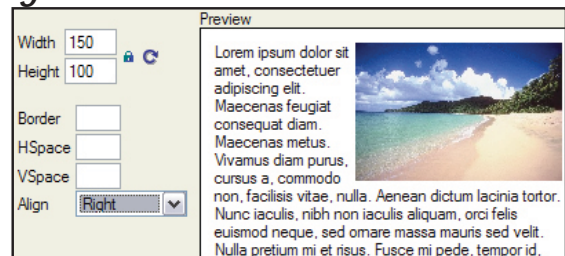 Preview
Width 150
Height 100
Border
HSpace
VSpace
Align Right
Lorem ipsum dolor sit
amet, consectetuer
adipiscing elit.
Maecenas feugiat
consequat diam.
Maecenas metus.
Vivamus diam purus,
cursus a, commodo
non, facilisis vitae, nulla. Aenean dictum lacinia tortor.
Nunc iaculis, nibh non iaculis aliquam, orci felis
euismod neque, sed ornare massa mauris sed velit.
Nulla pretium mi et risus. Fusce mi pede, tempor id,